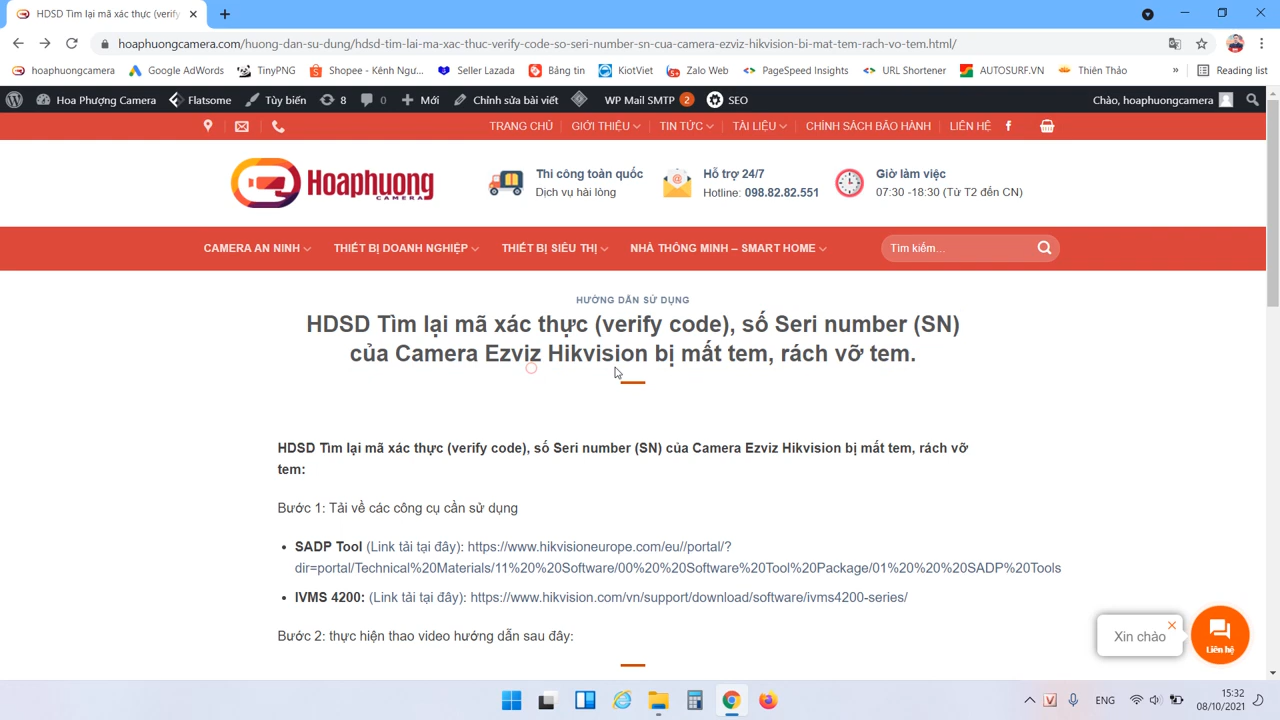 HDSD Tìm lại mã xác thực (verify
hoaphuongcamera.com/huong-dan-su-dung/hdsd-tim-lai-ma-xac-thuc-verify-code-so-seri-number-sn-cua-camera-ezviz-hikvision-bi-mat-tem-rach-vo-tem.html/
hoaphuongcamera Google AdWords TinyPNG Shopee - Kênh Ngư... Seller Lazada Bảng tin KiotViet Zalo Web PageSpeed Insights URL Shortener AUTOSURF.VN Thiên Thảo » Reading list
Hoa Phượng Camera Flatsome Tùy biến 8 0 Mới Chỉnh sửa bài viết WP Mail SMTP 2 SEO Chào, hoaphuongcamera
TRANG CHỦ GIỚI THIỆU TIN TỨC TÀI LIỆU CHÍNH SÁCH BẢO HÀNH LIÊN HỆ
Hoaphuong
CAMERA
Thi công toàn quốc
Dịch vụ hài lòng
Hỗ trợ 24/7
Hotline: 098.82.82.551
Giờ làm việc
07:30 -18:30 (Từ T2 đến CN)
CAMERA AN NINH THIẾT BỊ DOANH NGHIỆP THIẾT BỊ SIÊU THỊ NHÀ THÔNG MINH – SMART HOME Tìm kiếm...
HƯỚNG DẪN SỬ DỤNG
HDSD Tìm lại mã xác thực (verify code), số Seri number (SN)
của Camera Ezviz Hikvision bị mất tem, rách vỡ tem.
HDSD Tìm lại mã xác thực (verify code), số Seri number (SN) của Camera Ezviz Hikvision bị mất tem, rách vỡ
tem:
Bước 1: Tải về các công cụ cần sử dụng
SADP Tool (Link tải tại đây): https://www.hikvisioneurope.com/eu//portal/?
dir=portal/Technical%20Materials/11%20%20Software/00%20%20Software%20Tool%20Package/01%20%20%20SADP%20Tools
IVMS 4200: (Link tải tại đây): https://www.hikvision.com/vn/support/download/software/ivms4200-series/
Bước 2: thực hiện thao video hướng dẫn sau đây:
Xin chào
Liên hệ
ENG
15:32
08/10/2021